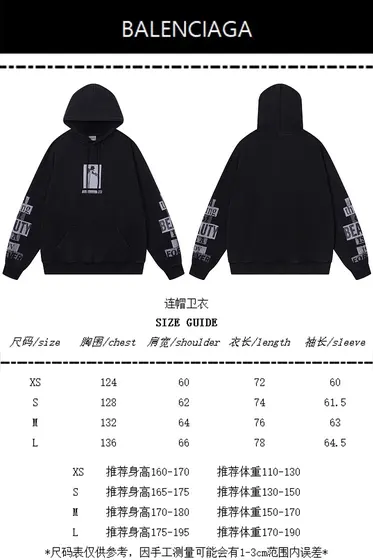 BALENCIAGA
BEAUTY
连帽卫衣
SIZE GUIDE
尺码/size 胸围/chest 肩宽/shoulder 衣长/length 袖长/sleeve
XS 124 60 72 60
S 128 62 74 61.5
M 132 64 76 63
L 136 66 78 64.5
XS 推荐身高160-170 推荐体重110-130
S 推荐身高165-175 推荐体重130-150
M 推荐身高170-180 推荐体重150-170
L 推荐身高175-195 推荐体重170-190
*尺码表仅供参考，因手工测量可能会有1-3cm范围内误差*